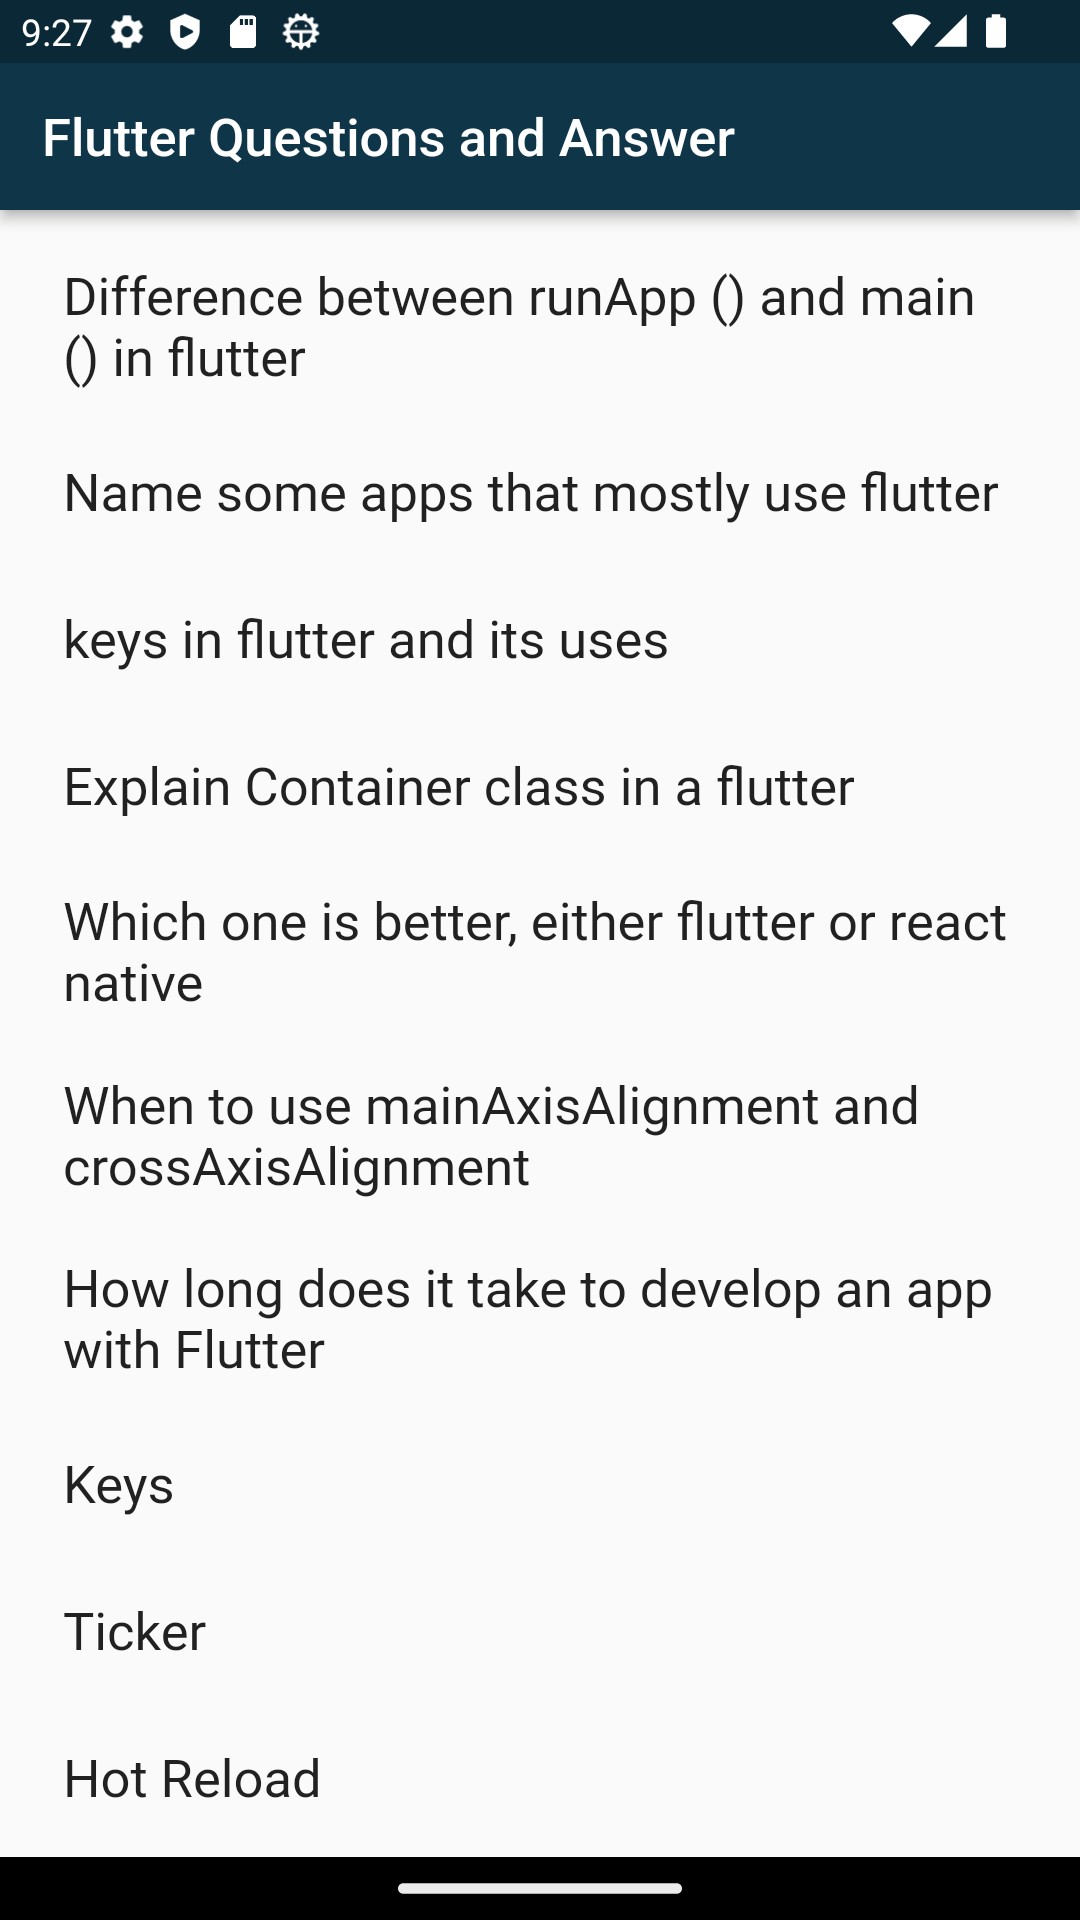 9:27
Flutter Questions and Answer
Difference between runApp () and main
() in flutter
Name some apps that mostly use flutter
keys in flutter and its uses
Explain Container class in a flutter
Which one is better, either flutter or react
native
When to use mainAxisAlignment and
crossAxisAlignment
How long does it take to develop an app
with Flutter
Keys
Ticker
Hot Reload